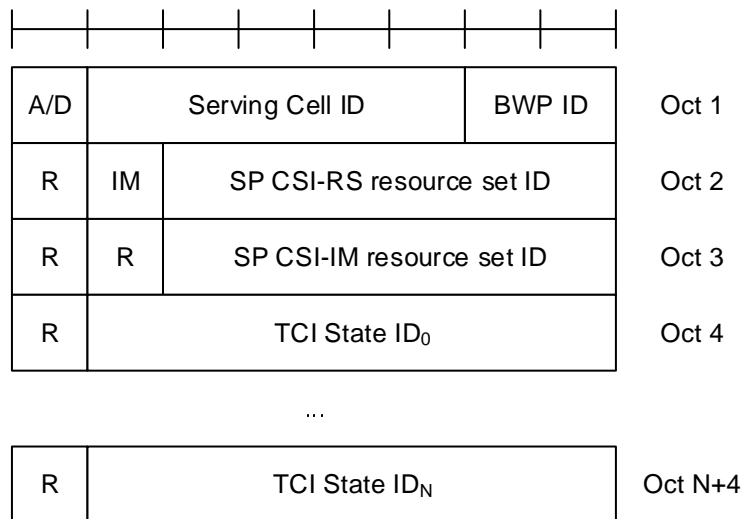 A/D Serving Cell ID BWP ID Oct 1
R IM SP CSI-RS resource set ID Oct 2
R R SP CSI-IM resource set ID Oct 3
R TCI State ID₀ Oct 4
...
R TCI State IDN Oct N+4